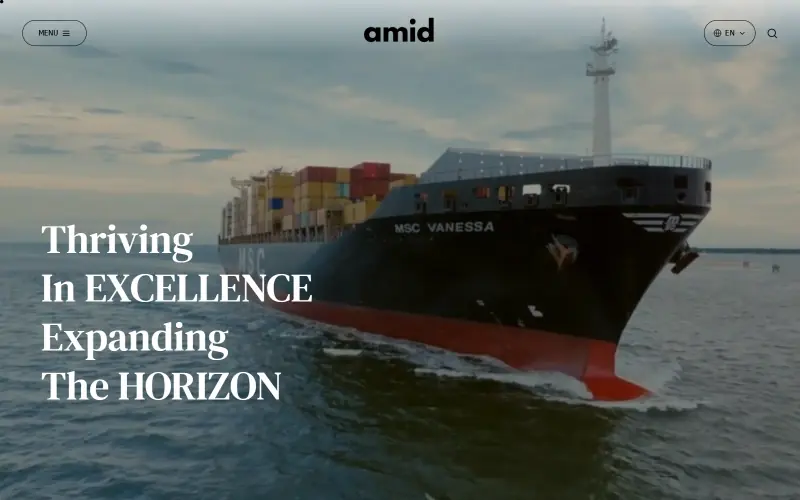 MENU
amid
EN
MSC VANESSA
MSC
Thriving
In EXCELLENCE
Expanding
The HORIZON